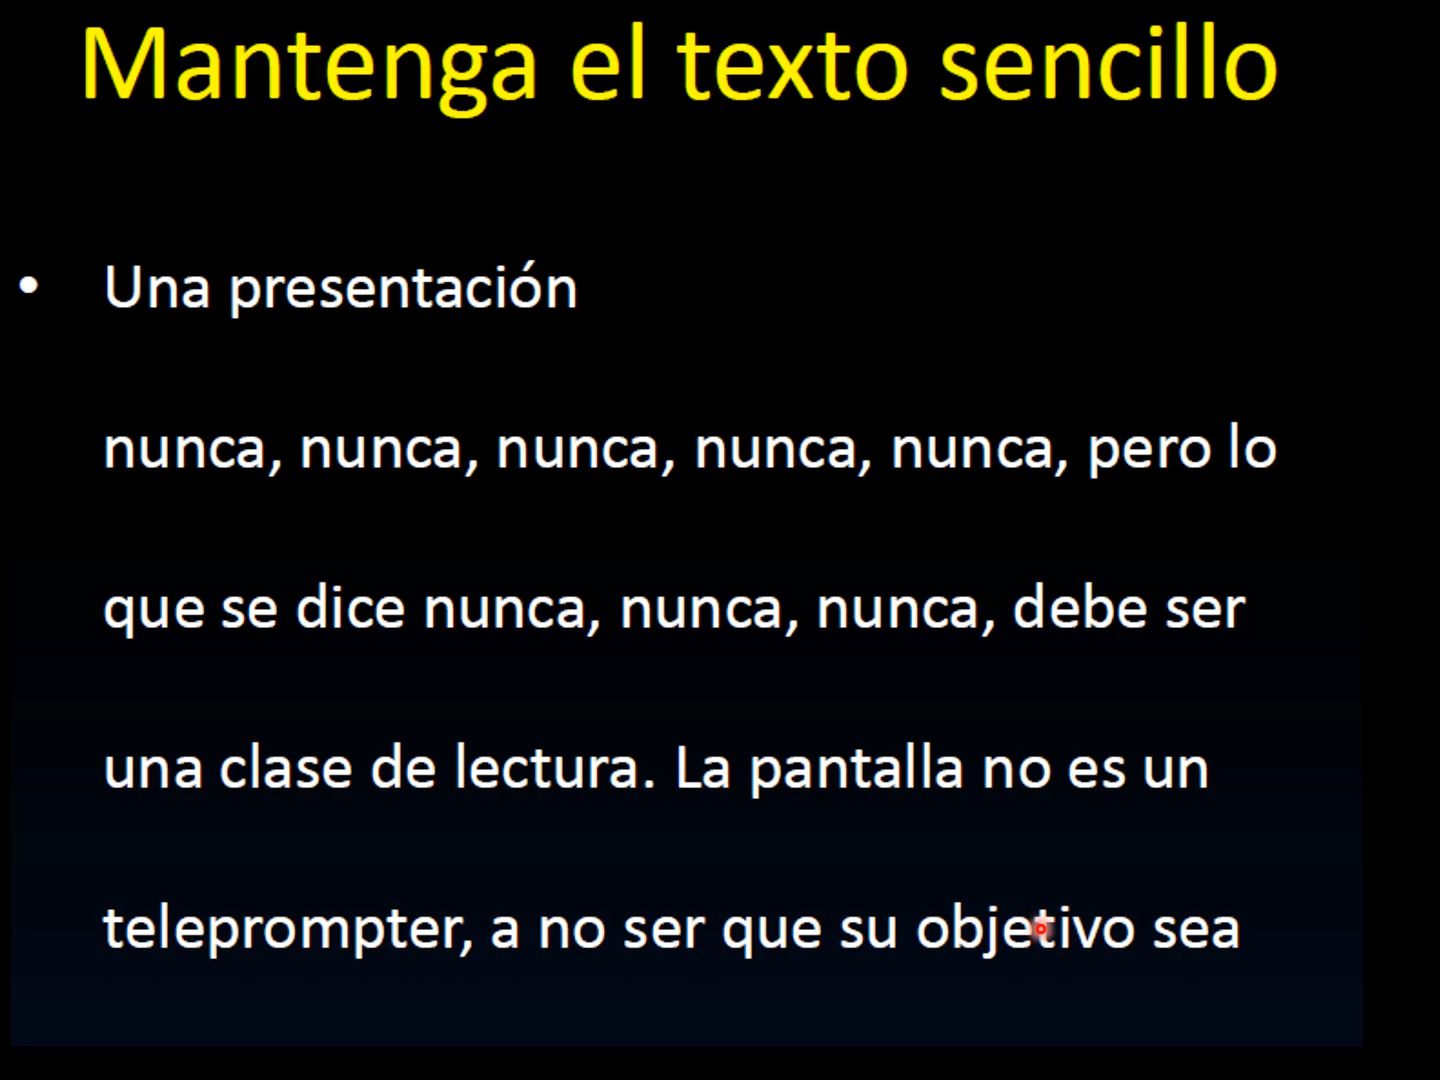 Mantenga el texto sencillo
• Una presentación
nunca, nunca, nunca, nunca, nunca, pero lo
que se dice nunca, nunca, nunca, debe ser
una clase de lectura. La pantalla no es un
teleprompter, a no ser que su objetivo sea